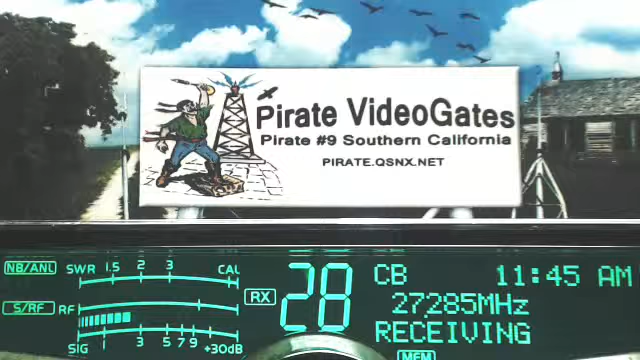 Pirate VideoGates
Pirate #9 Southern California
PIRATE.QSNX.NET
NB/ANL SWR 1.5 2 3 CAL
S/RF RF
SIG 1 3 5 7 9 +30dB
RX 28
CB 11:45 AM
27285MHz
RECEIVING
MEM